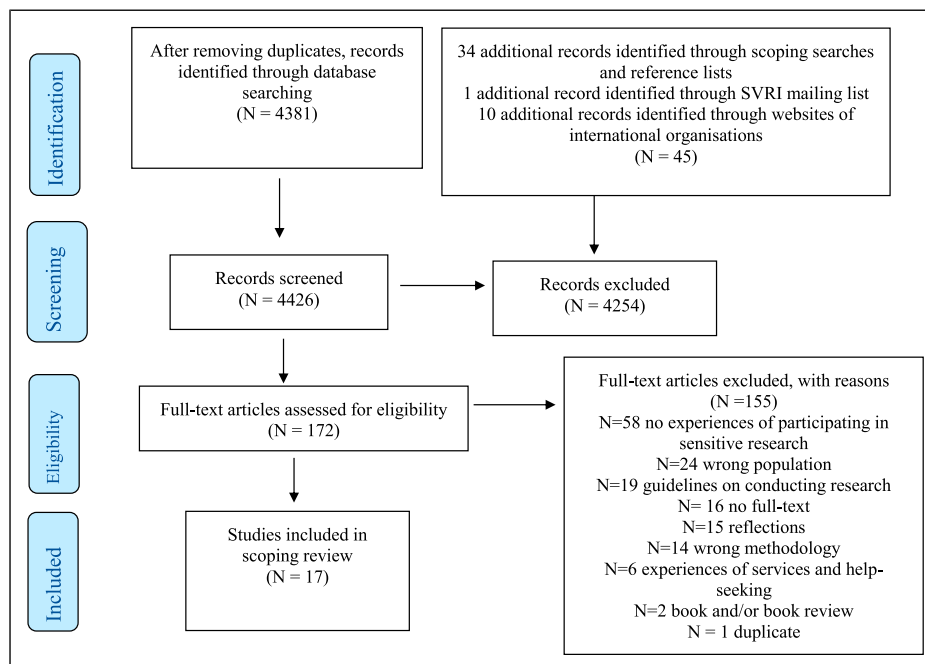 Identification
After removing duplicates, records
identified through database
searching
(N = 4381)
34 additional records identified through scoping searches
and reference lists
1 additional record identified through SVRI mailing list
10 additional records identified through websites of
international organisations
(N = 45)
Screening
Records screened
(N = 4426)
Records excluded
(N = 4254)
Eligibility
Full-text articles assessed for eligibility
(N = 172)
Full-text articles excluded, with reasons
(N =155)
N=58 no experiences of participating in
sensitive research
N=24 wrong population
N=19 guidelines on conducting research
N= 16 no full-text
N=15 reflections
N=14 wrong methodology
N=6 experiences of services and help-
seeking
N=2 book and/or book review
N = 1 duplicate
Included
Studies included in
scoping review
(N = 17)